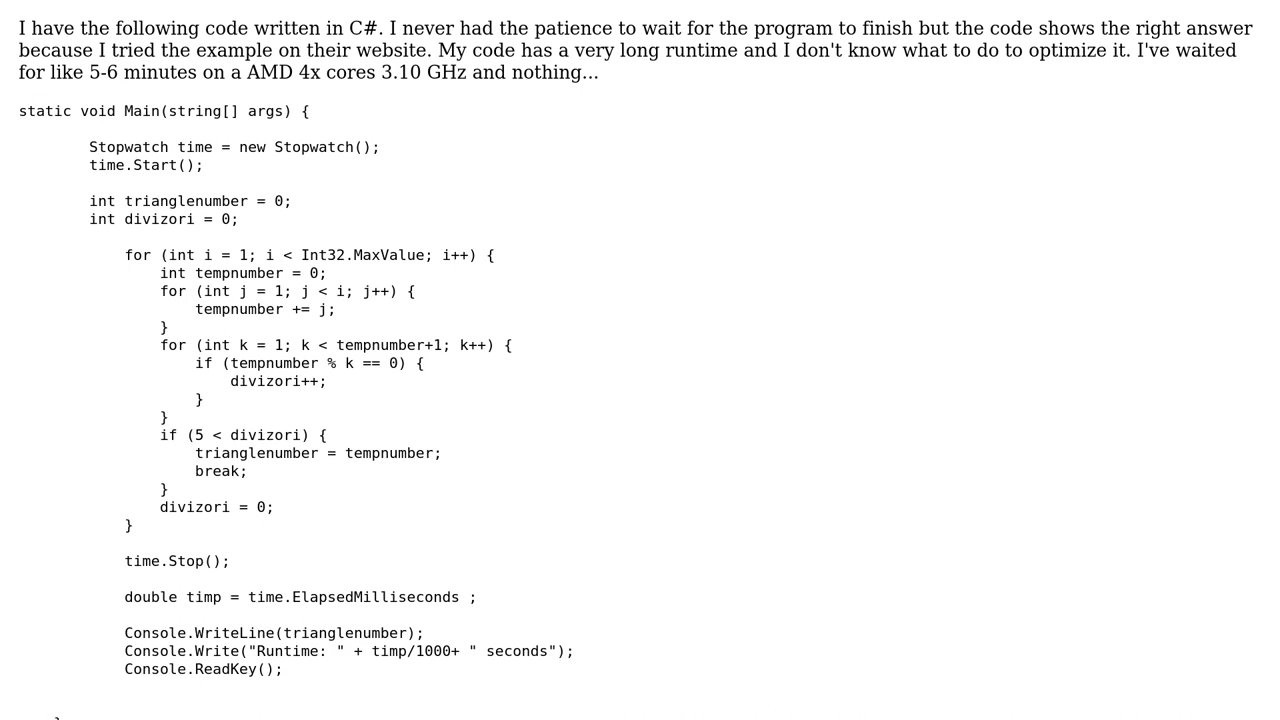 I have the following code written in C#. I never had the patience to wait for the program to finish but the code shows the right answer
because I tried the example on their website. My code has a very long runtime and I don't know what to do to optimize it. I've waited
for like 5-6 minutes on a AMD 4x cores 3.10 GHz and nothing...
static void Main(string[] args) {
Stopwatch time = new Stopwatch();
time.Start();
int trianglenumber = 0;
int divizori = 0;
for (int i = 1; i < Int32.MaxValue; i++) {
int tempnumber = 0;
for (int j = 1; j < i; j++) {
tempnumber += j;
}
for (int k = 1; k < tempnumber+1; k++) {
if (tempnumber % k == 0) {
divizori++;
}
}
if (5 < divizori) {
trianglenumber = tempnumber;
break;
}
divizori = 0;
}
time.Stop();
double timp = time.ElapsedMilliseconds ;
Console.WriteLine(trianglenumber);
Console.Write("Runtime: " + timp/1000+ " seconds");
Console.ReadKey();
}